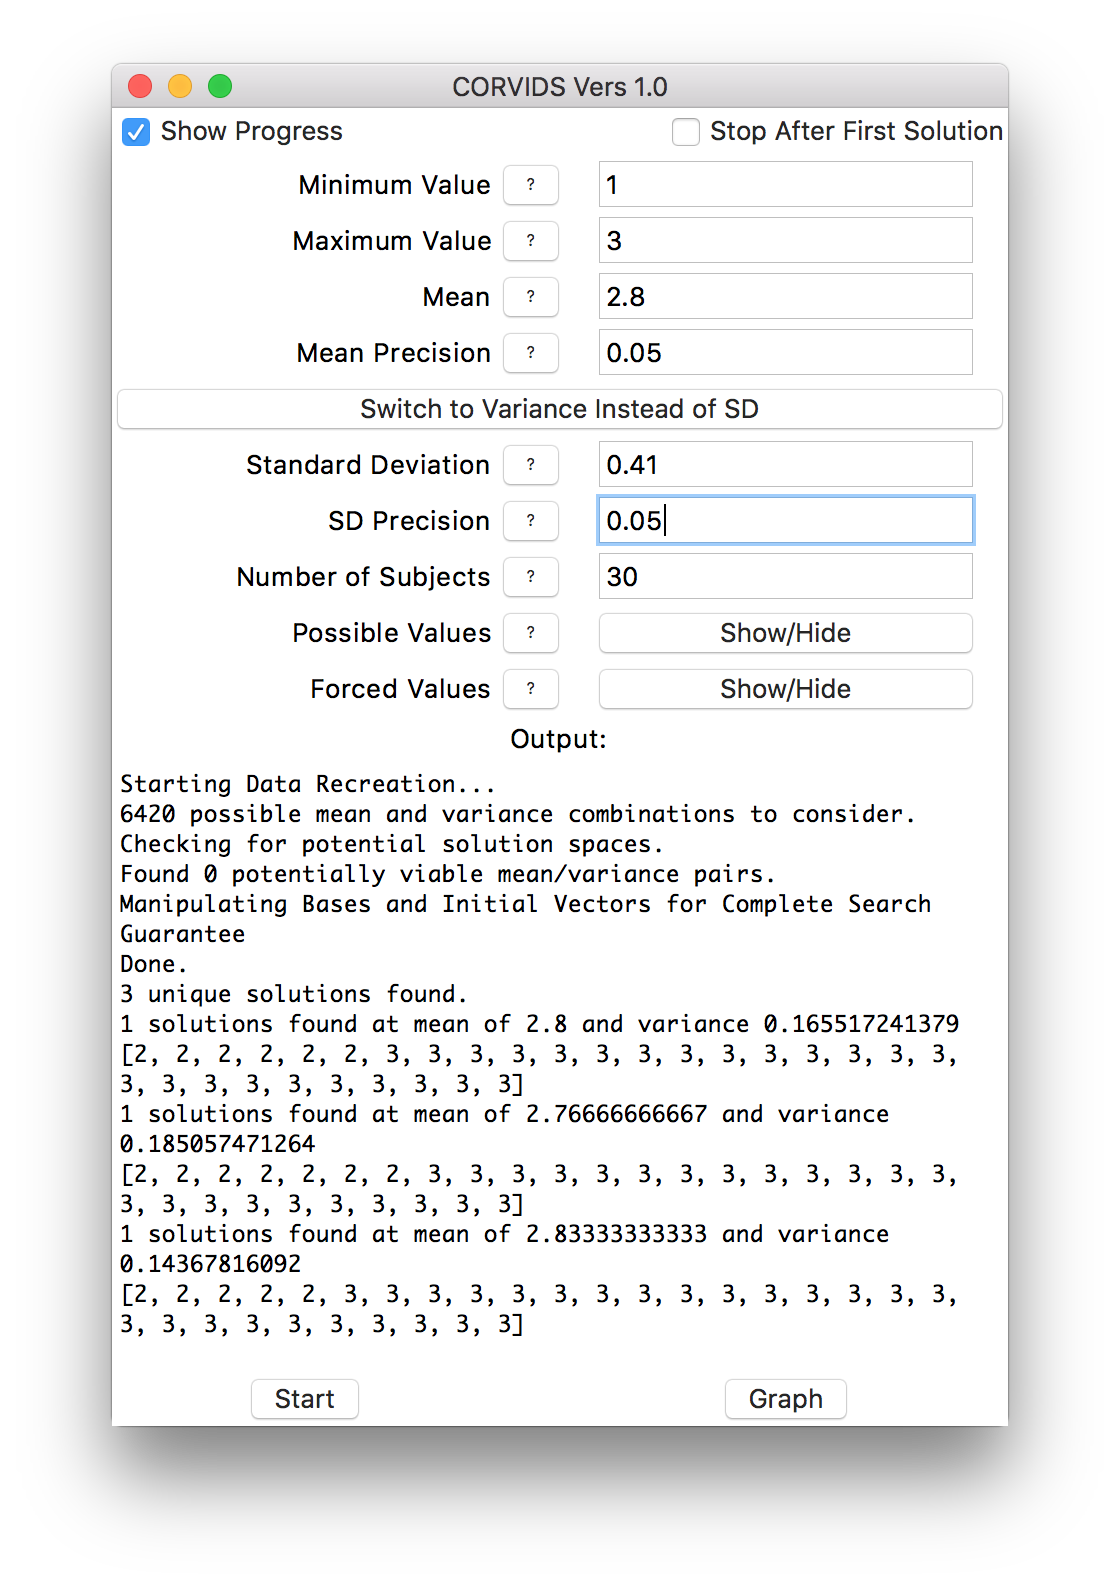 CORVIDS Vers 1.0
Show Progress
Stop After First Solution
Minimum Value ? 1
Maximum Value ? 3
Mean ? 2.8
Mean Precision ? 0.05
Switch to Variance Instead of SD
Standard Deviation ? 0.41
SD Precision ? 0.05
Number of Subjects ? 30
Possible Values ? Show/Hide
Forced Values ? Show/Hide
Output:
Starting Data Recreation...
6420 possible mean and variance combinations to consider.
Checking for potential solution spaces.
Found 0 potentially viable mean/variance pairs.
Manipulating Bases and Initial Vectors for Complete Search
Guarantee
Done.
3 unique solutions found.
1 solutions found at mean of 2.8 and variance 0.165517241379
[2, 2, 2, 2, 2, 2, 3, 3, 3, 3, 3, 3, 3, 3, 3, 3, 3, 3, 3, 3,
3, 3, 3, 3, 3, 3, 3, 3, 3, 3]
1 solutions found at mean of 2.76666666667 and variance
0.185057471264
[2, 2, 2, 2, 2, 2, 2, 3, 3, 3, 3, 3, 3, 3, 3, 3, 3, 3, 3, 3,
3, 3, 3, 3, 3, 3, 3, 3, 3, 3]
1 solutions found at mean of 2.83333333333 and variance
0.14367816092
[2, 2, 2, 2, 2, 3, 3, 3, 3, 3, 3, 3, 3, 3, 3, 3, 3, 3, 3, 3,
3, 3, 3, 3, 3, 3, 3, 3, 3, 3]
Start
Graph